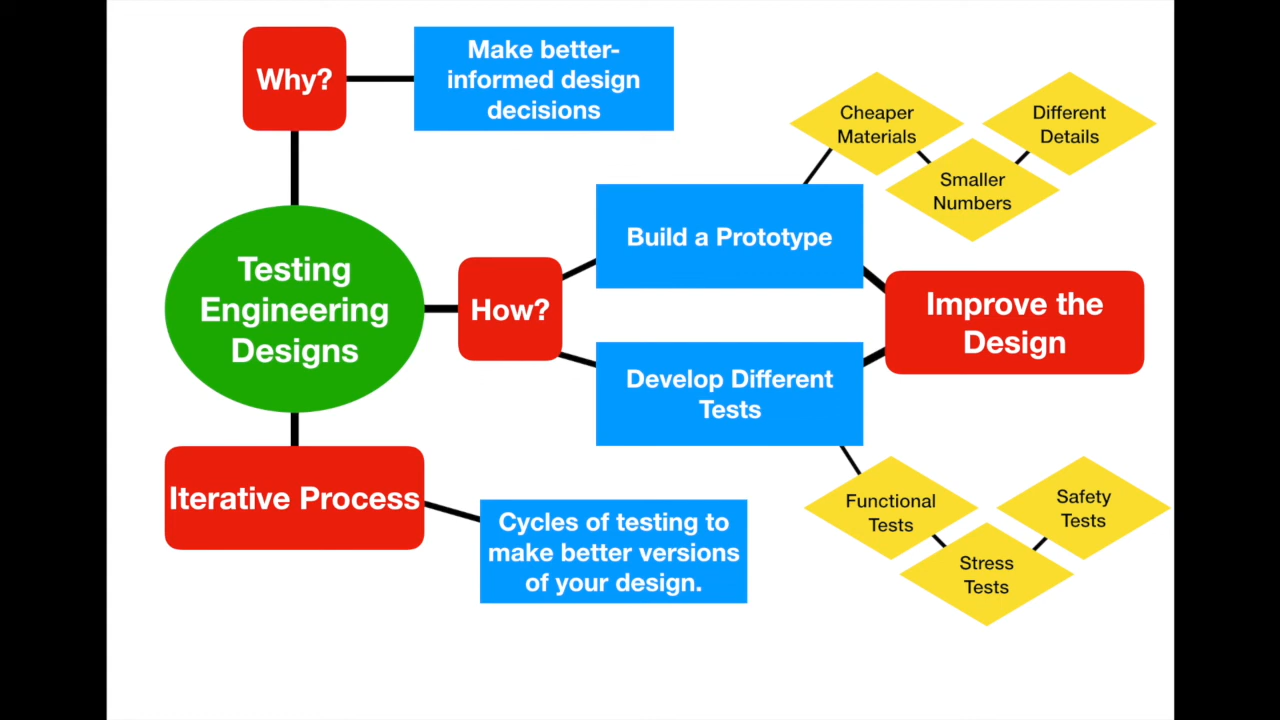 Why?
Make better-
informed design
decisions
Cheaper
Materials
Different
Details
Smaller
Numbers
Build a Prototype
Testing
Engineering
Designs
How?
Improve the
Design
Develop Different
Tests
Iterative Process
Cycles of testing to
make better versions
of your design.
Functional
Tests
Safety
Tests
Stress
Tests